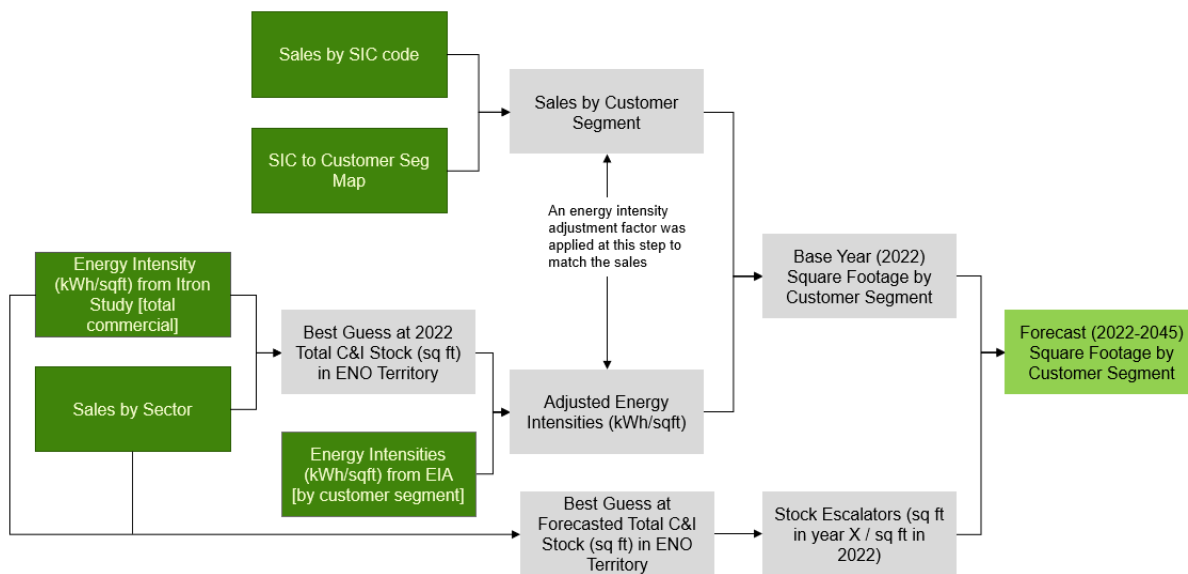 Sales by SIC code
SIC to Customer Seg
Map
Sales by Customer
Segment
An energy intensity
adjustment factor was
applied at this step to
match the sales
Energy Intensity
(kWh/sqft) from Itron
Study [total
commercial]
Sales by Sector
Best Guess at 2022
Total C&I Stock (sq ft)
in ENO Territory
Energy Intensities
(kWh/sqft) from EIA
[by customer segment]
Adjusted Energy
Intensities (kWh/sqft)
Base Year (2022)
Square Footage by
Customer Segment
Best Guess at
Forecasted Total C&I
Stock (sq ft) in ENO
Territory
Stock Escalators (sq ft
in year X / sq ft in
2022)
Forecast (2022-2045)
Square Footage by
Customer Segment